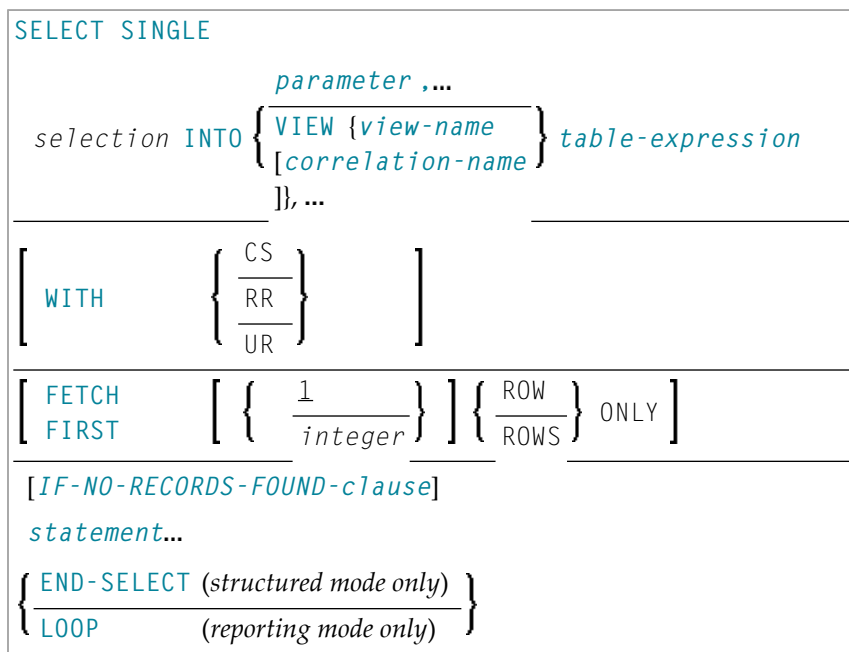 SELECT SINGLE
parameter ,...
selection INTO { VIEW {view-name } table-expression
[correlation-name
]}, ...
CS
[ WITH { RR } ]
UR
[ FETCH FIRST [ { 1 } ] { ROW } ONLY ]
integer ROWS
[IF-NO-RECORDS-FOUND-clause]
statement...
{ END-SELECT (structured mode only) }
LOOP (reporting mode only)